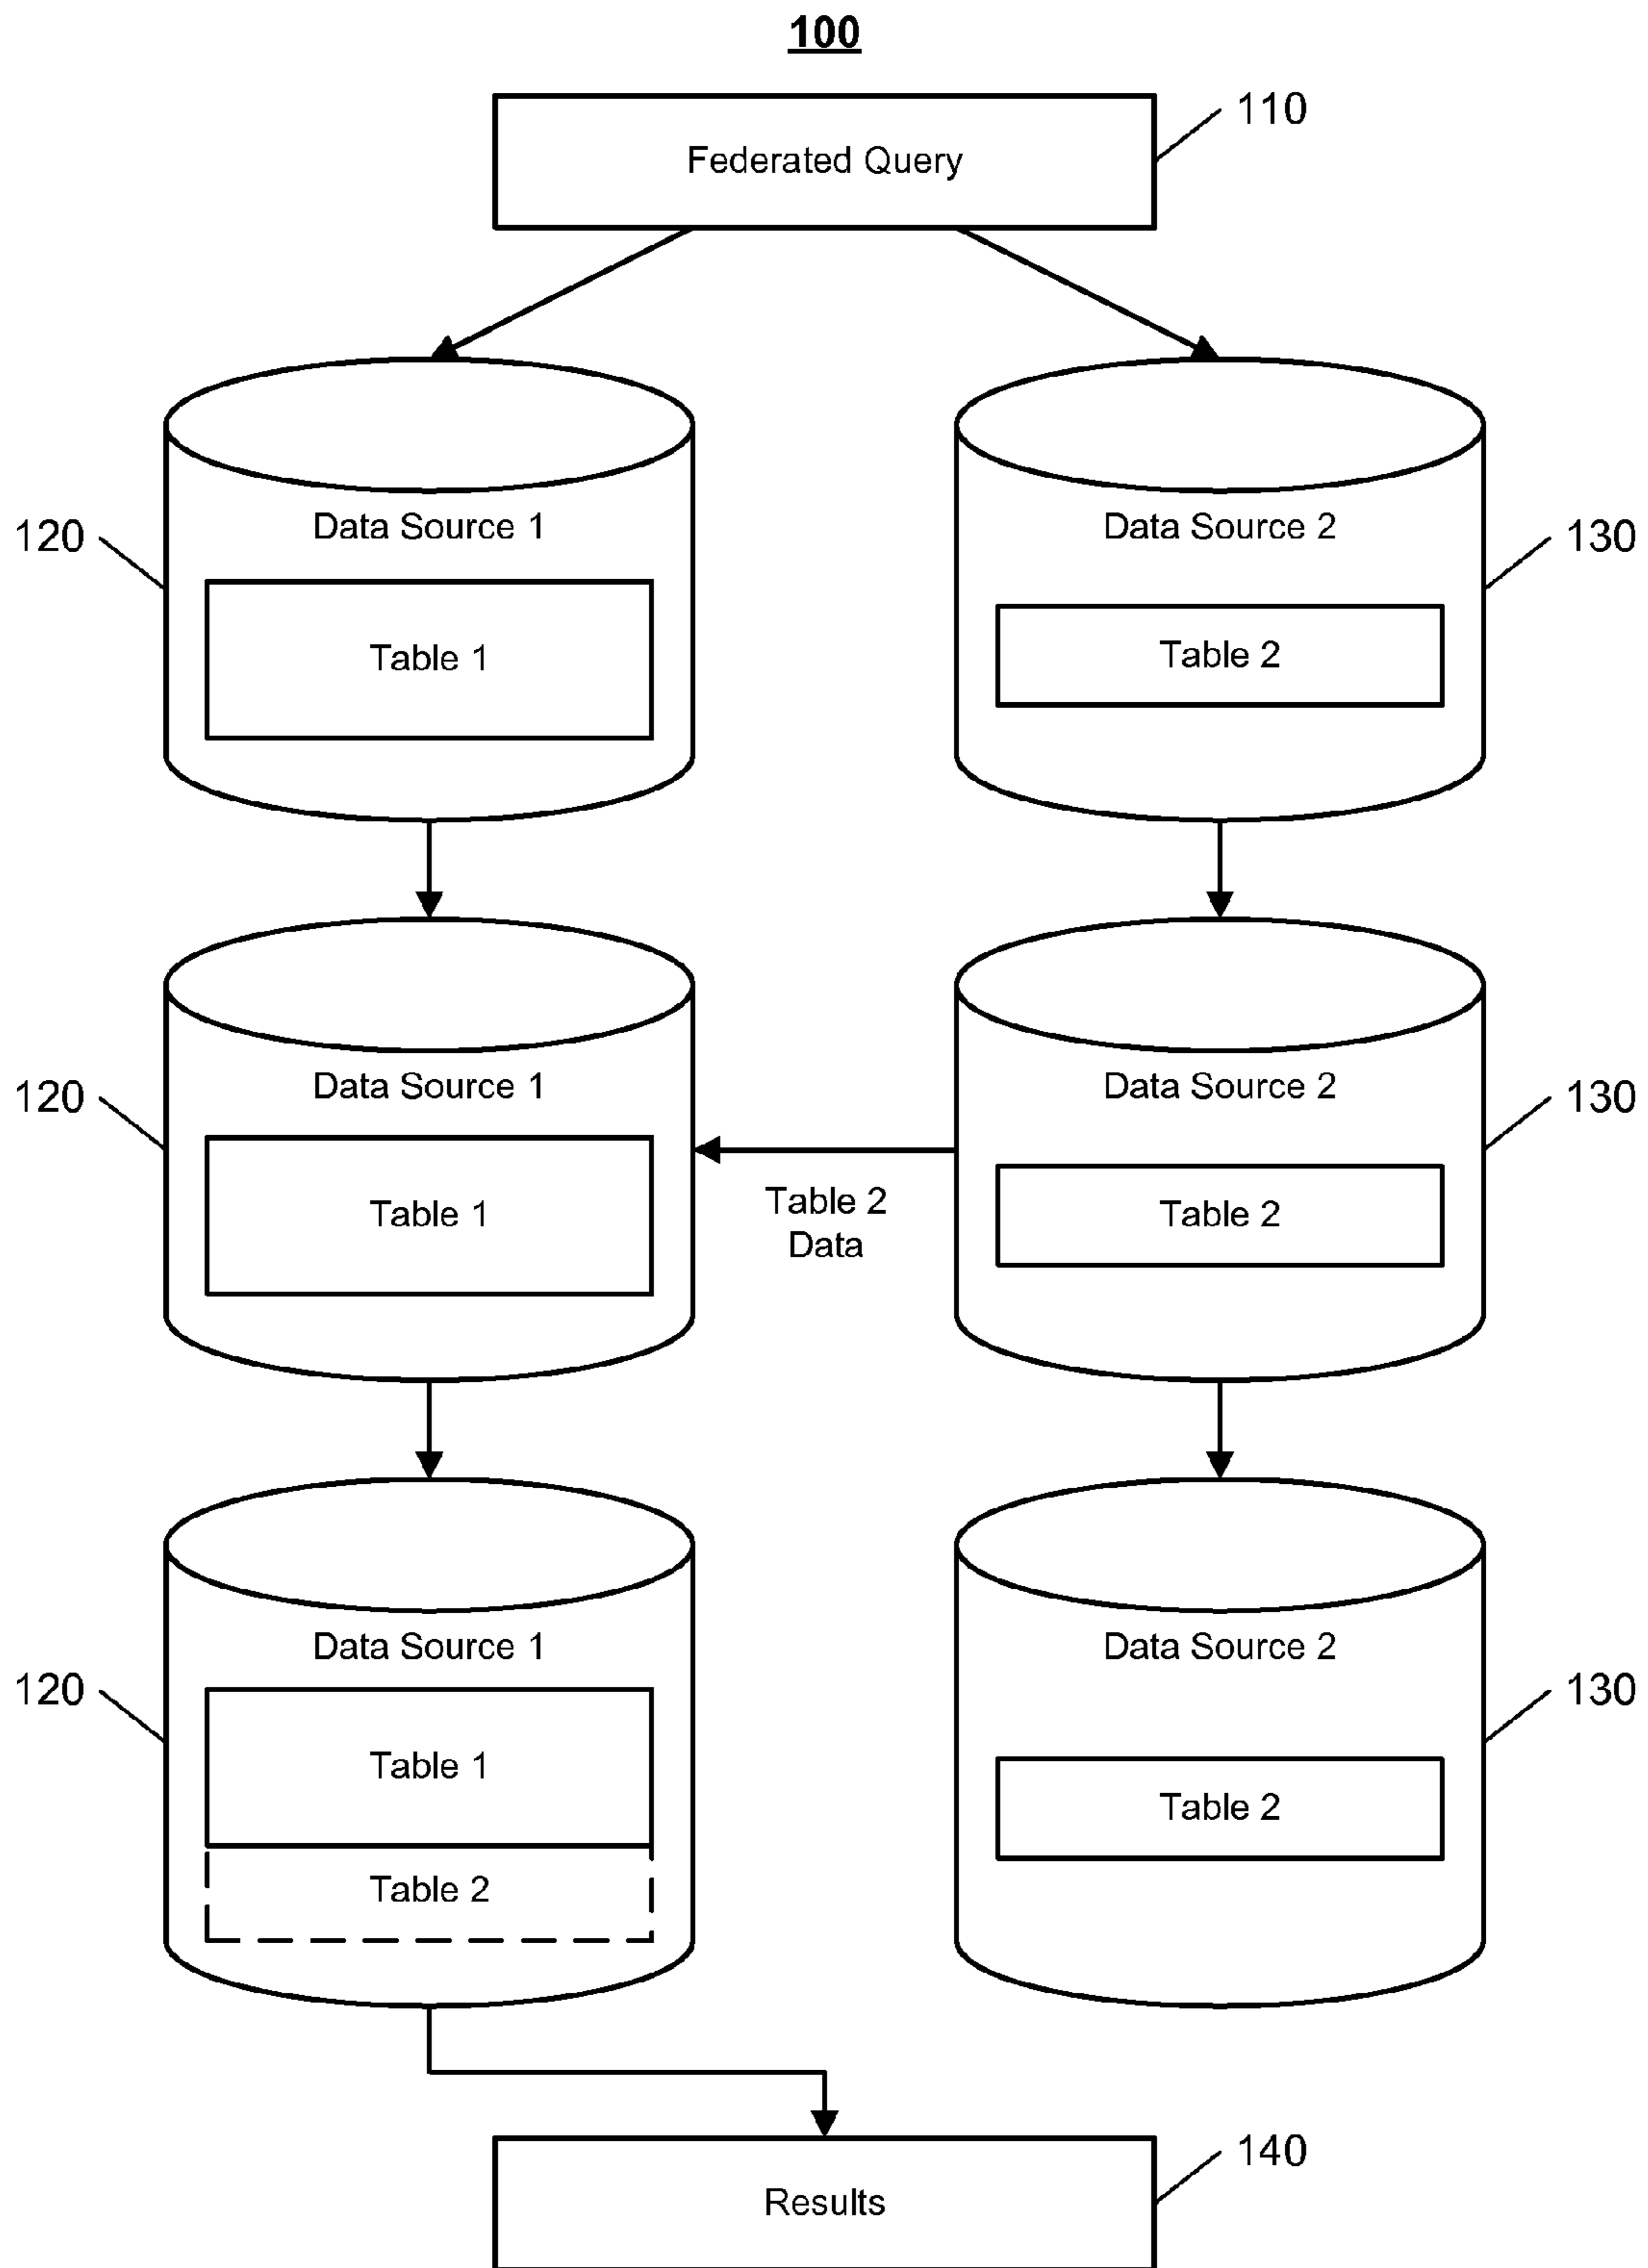 100
110
Federated Query
120
Data Source 1
Table 1
Data Source 2
130
Table 2
120
Data Source 1
Table 1
Table 2
Data
Data Source 2
130
Table 2
120
Data Source 1
Table 1
Table 2
Data Source 2
130
Table 2
140
Results